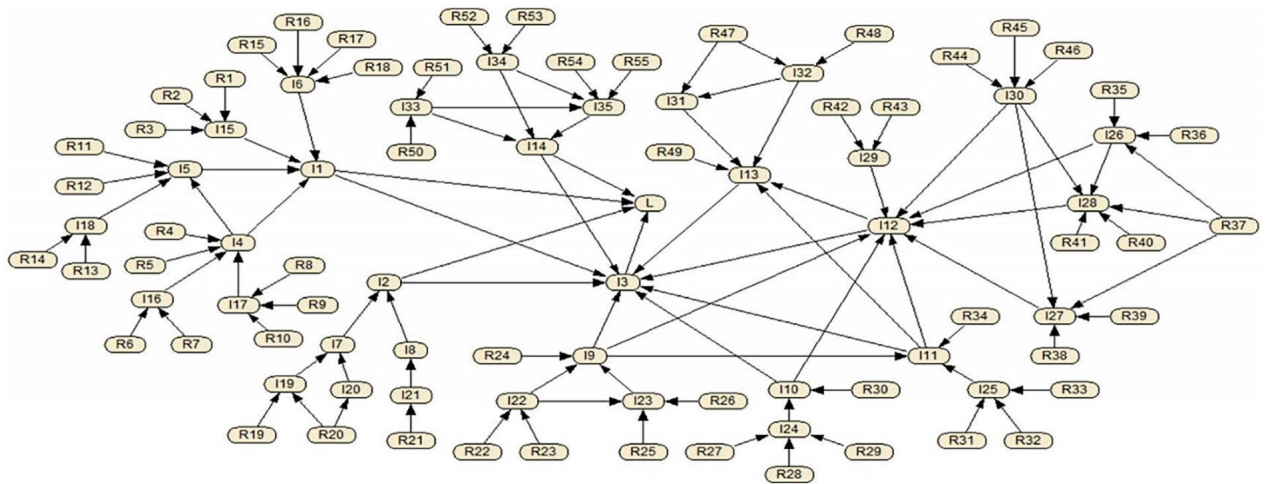 R16
R52
R53
R15
R17
R47
R48
R45
R44
R46
I34
R54
R55
R18
R51
I6
R1
R2
I32
I30
R35
R3
I15
I33
I35
I31
R42
R43
I26
R36
R11
R50
I14
R49
I29
I5
I1
I13
R12
L
I28
I18
R4
I12
R37
R14
R13
R5
I4
R41
R40
R8
I2
I3
I16
I17
R9
R6
R7
R10
R34
I27
R39
I7
I8
R24
I9
I11
R38
I19
I20
I21
I22
I23
R26
I10
R30
I25
R33
R19
R20
R21
R22
R23
R25
R27
I24
R29
R31
R32
R28